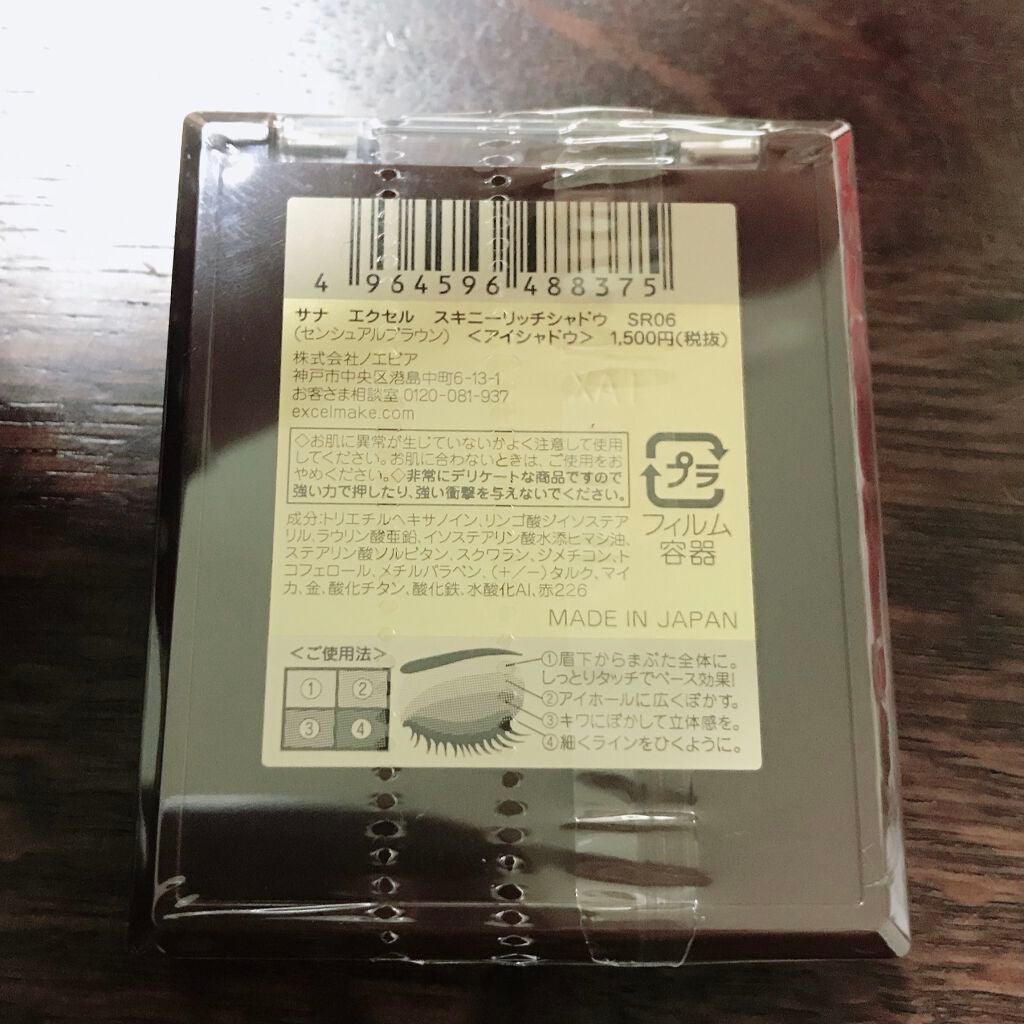 4 964596 488375
サナ エクセル スキニーリッチシャドウ SR06
(センシュアルブラウン) <アイシャドウ> 1,500円(税抜)
株式会社ノエビア
神戸市中央区港島中町6-13-1
お客さま相談室 0120-081-937
excelmake.com
TAX
◇お肌に異常が生じていないかよく注意して使用
してください。お肌に合わないときは、ご使用をお
やめください。◇非常にデリケートな商品ですので
強い力で押したり、強い衝撃を与えないでください。
プラ
フィルム
容器
成分:トリエチルヘキサノイン、リンゴ酸ジイソステア
リル、ラウリン酸亜鉛、イソステアリン酸水添ヒマシ油、
ステアリン酸ソルビタン、スクワラン、ジメチコン、ト
コフェロール、メチルパラベン、(+/-)タルク、マイ
カ、金、酸化チタン、酸化鉄、水酸化Al、赤226
MADE IN JAPAN
<ご使用法>
① ②
③ ④
①眉下からまぶた全体に。
しっとりタッチでベース効果!
②アイホールに広くぼかす。
③キワにぼかして立体感を。
④細くラインをひくように。